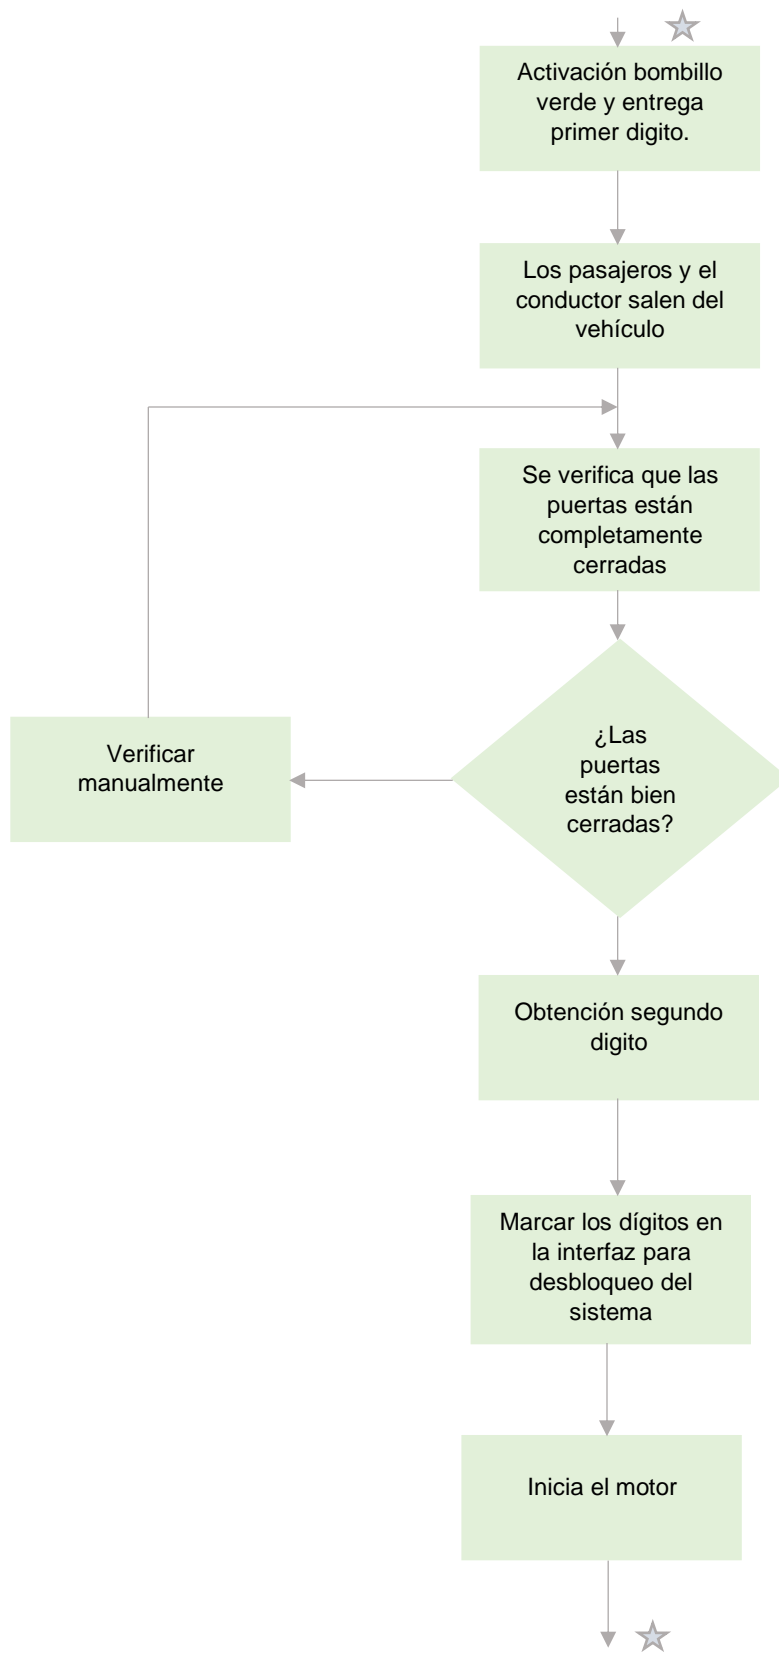 Activación bombillo
verde y entrega
primer digito.
Los pasajeros y el
conductor salen del
vehículo
Se verifica que las
puertas están
completamente
cerradas
¿Las
puertas
están bien
cerradas?
Verificar
manualmente
Obtención segundo
digito
Marcar los dígitos en
la interfaz para
desbloqueo del
sistema
Inicia el motor